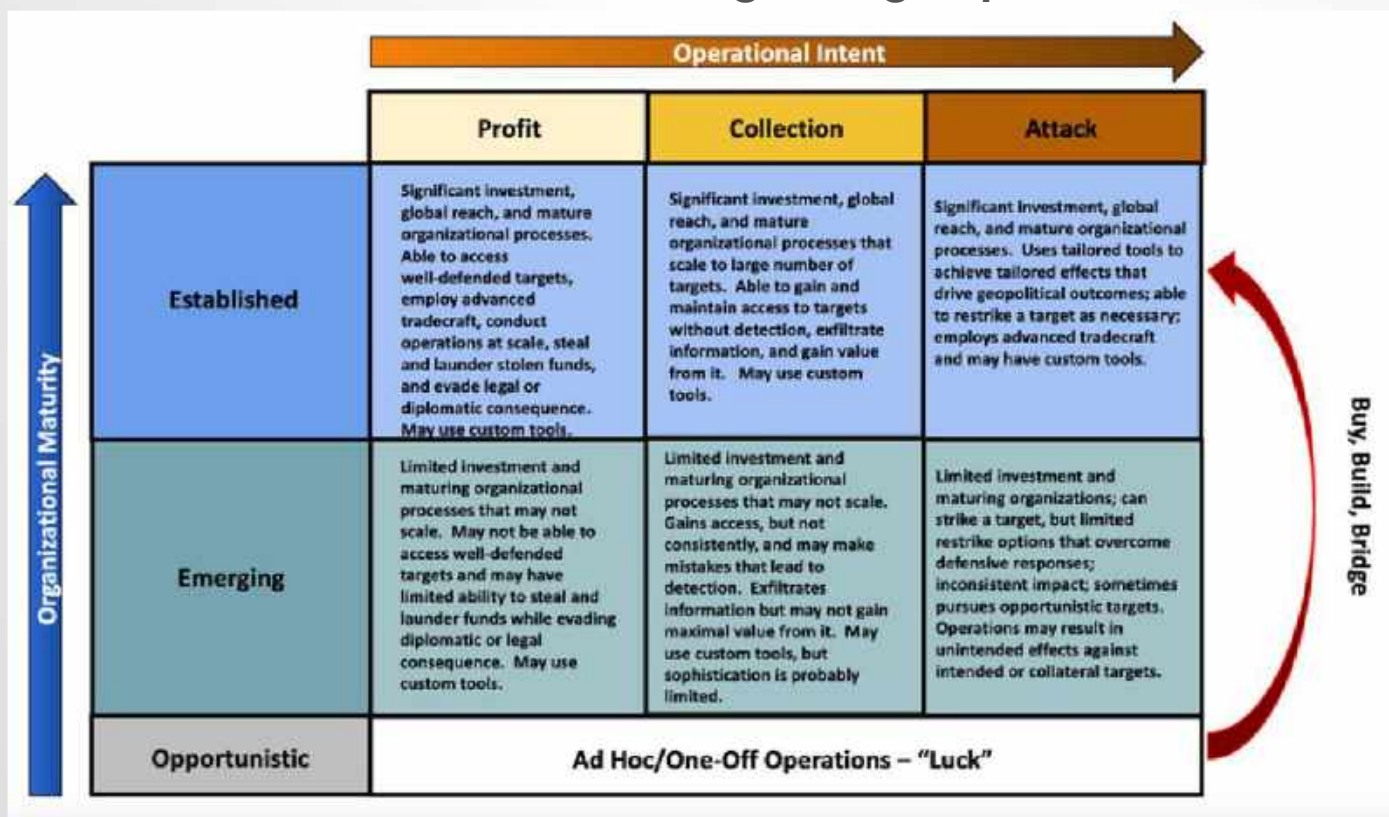 Operational Intent
Profit
Collection
Attack
Organizational Maturity
Established
Significant investment,
global reach, and mature
organizational processes.
Able to access
well-defended targets,
employ advanced
tradecraft, conduct
operations at scale, steal
and launder stolen funds,
and evade legal or
diplomatic consequence.
May use custom tools.
Significant investment, global
reach, and mature
organizational processes that
scale to large number of
targets. Able to gain and
maintain access to targets
without detection, exfiltrate
information, and gain value
from it. May use custom
tools.
Significant investment, global
reach, and mature organizational
processes. Uses tailored tools to
achieve tailored effects that
drive geopolitical outcomes; able
to restrike a target as necessary;
employs advanced tradecraft
and may have custom tools.
Emerging
Limited investment and
maturing organizational
processes that may not
scale. May not be able to
access well-defended
targets and may have
limited ability to steal and
launder funds while evading
diplomatic or legal
consequence. May use
custom tools.
Limited investment and
maturing organizational
processes that may not scale.
Gains access, but not
consistently, and may make
mistakes that lead to
detection. Exfiltrates
information but may not gain
maximal value from it. May
use custom tools, but
sophistication is probably
limited.
Limited investment and
maturing organizations; can
strike a target, but limited
restrike options that overcome
defensive responses;
inconsistent impact; sometimes
pursues opportunistic targets.
Operations may result in
unintended effects against
intended or collateral targets.
Opportunistic
Ad Hoc/One-Off Operations – "Luck"
Buy, Build, Bridge